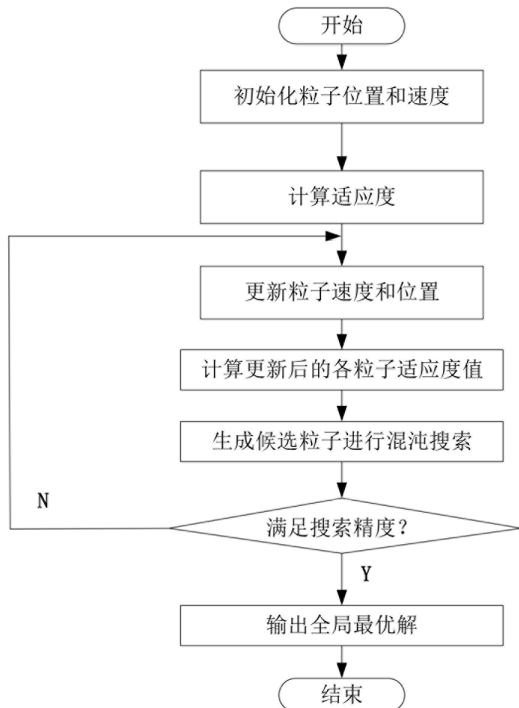 开始
初始化粒子位置和速度
计算适应度
更新粒子速度和位置
计算更新后的各粒子适应度值
生成候选粒子进行混沌搜索
N
满足搜索精度？
Y
输出全局最优解
结束